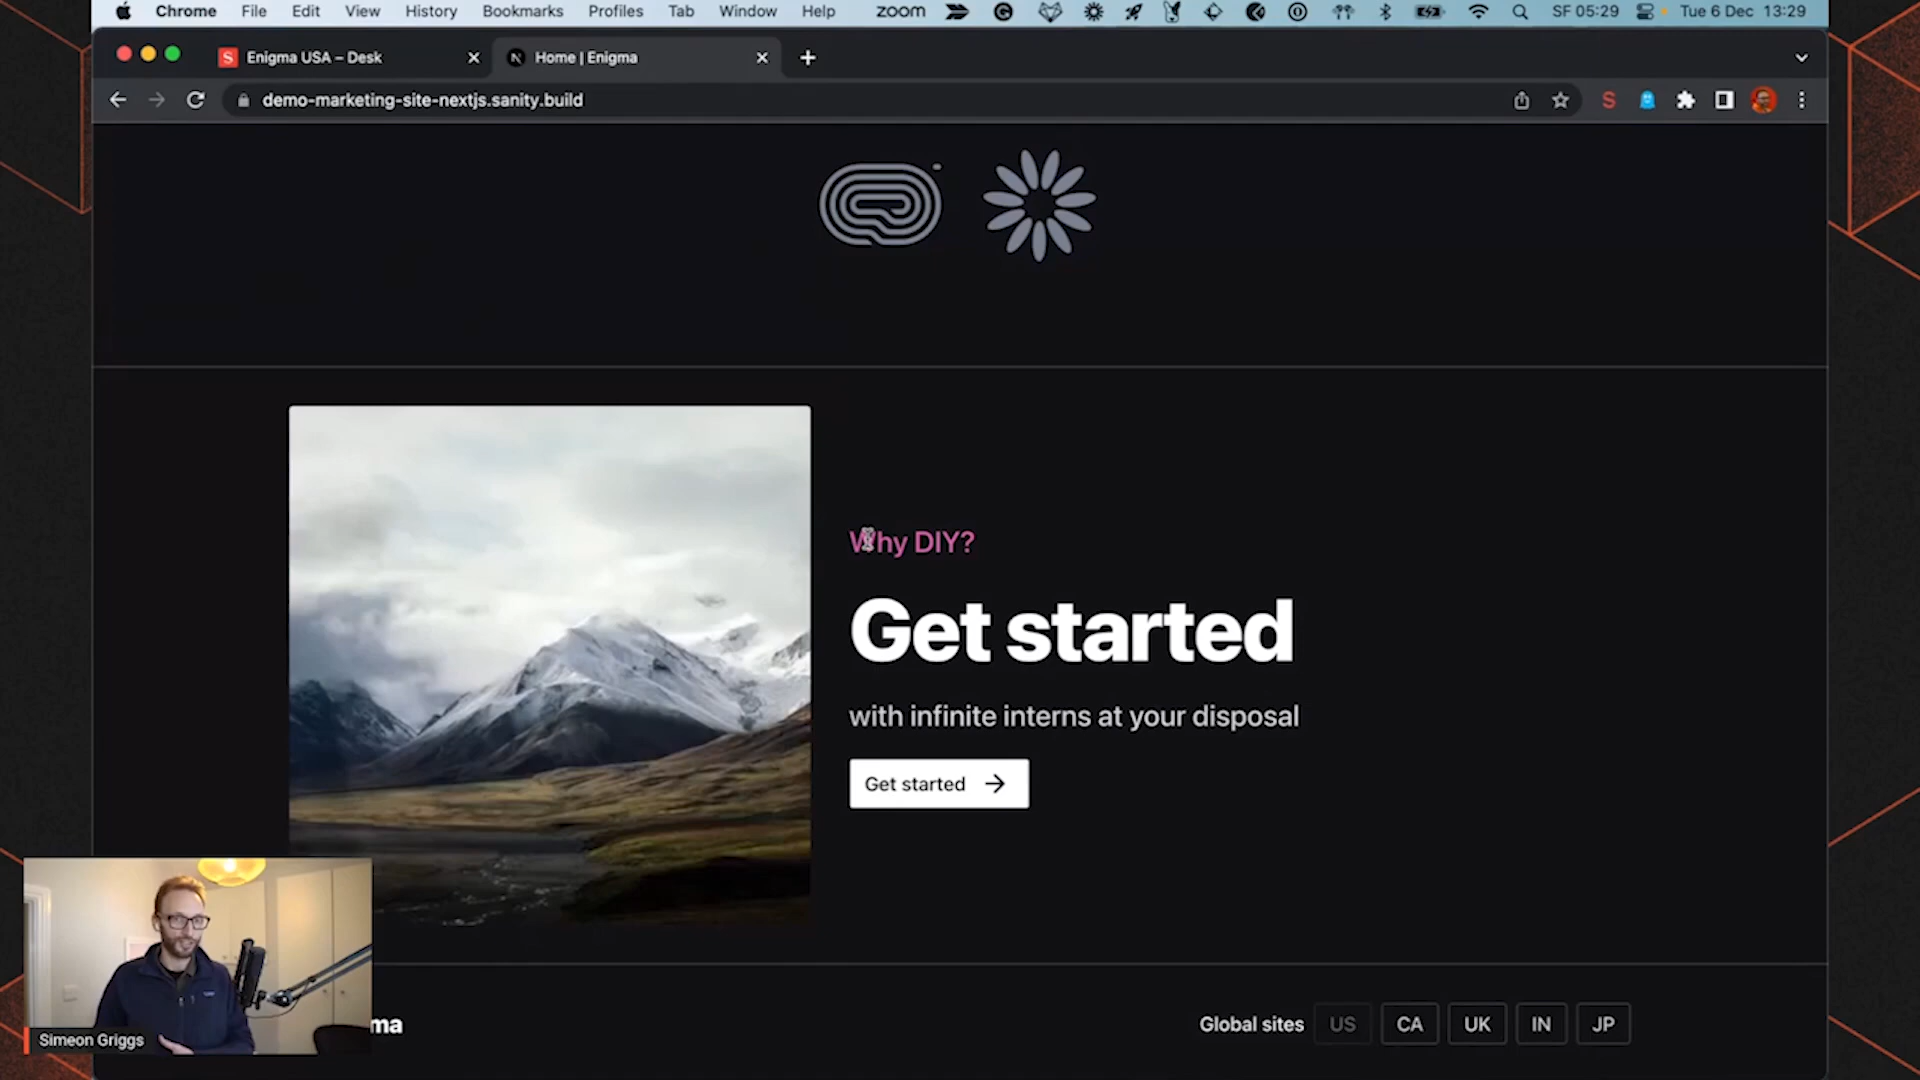 Chrome File Edit View History Bookmarks Profiles Tab Window Help zoom SF 05:29 Tue 6 Dec 13:29
S Enigma USA – Desk N Home | Enigma
demo-marketing-site-nextjs.sanity.build S
Why DIY?
Get started
with infinite interns at your disposal
Get started
ma Global sites US CA UK IN JP
Simeon Griggs